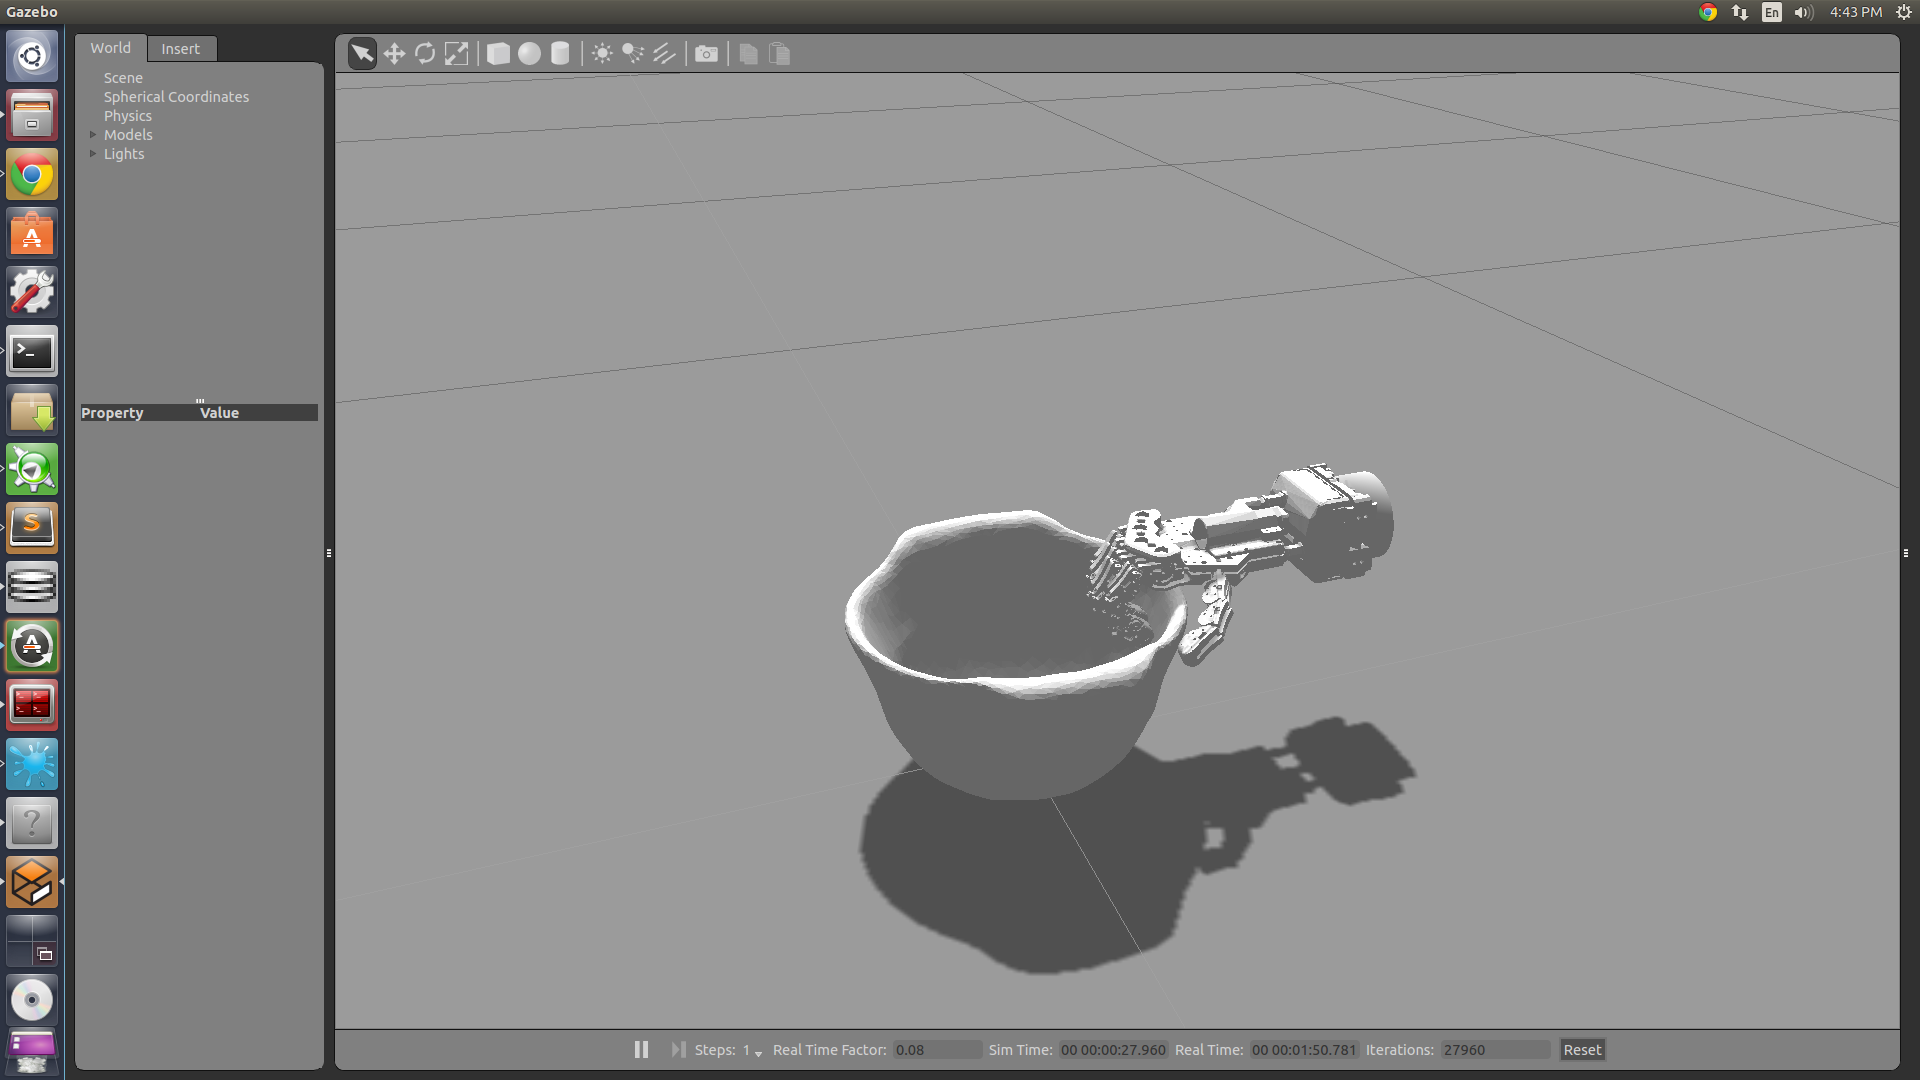 Gazebo
En
4:43 PM
World
Insert
Scene
Spherical Coordinates
Physics
Models
Lights
Property Value
Steps: 1 Real Time Factor: 0.08 Sim Time: 00 00:00:27.960 Real Time: 00 00:01:50.781 Iterations: 27960 Reset